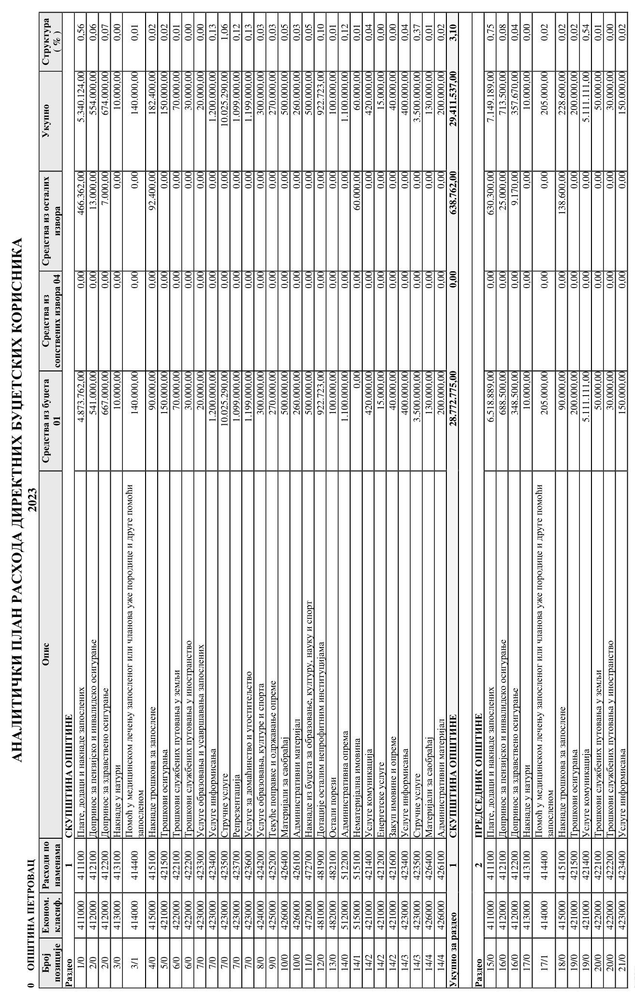 АНАЛИТИЧКИ ПЛАН РАСХОДА ДИРЕКТНИХ БУЏЕТСКИХ КОРИСНИКА
2023
0 ОПШТИНА ПЕТРОВАЦ
Број позиције Економ. класиф. Расходи по наменама Опис Средства из буџета 01 Средства из сопствених извора 04 Средства из осталих извора Укупно Структура ( % )
Раздео 1 СКУПШТИНА ОПШТИНЕ
1/0 411000 411100 Плате, додаци и накнаде запослених 4.873.762,00 0,00 466.362,00 5.340.124,00 0,56
2/0 412000 412100 Допринос за пензијско и инвалидско осигурање 541.000,00 0,00 13.000,00 554.000,00 0,06
2/0 412000 412200 Допринос за здравствено осигурање 667.000,00 0,00 7.000,00 674.000,00 0,07
3/0 413000 413100 Накнаде у натури 10.000,00 0,00 0,00 10.000,00 0,00
3/1 414000 414400 Помоћ у медицинском лечењу запосленог или чланова уже породице и друге помоћи
запосленом 140.000,00 0,00 0,00 140.000,00 0,01
4/0 415000 415100 Накнаде трошкова за запослене 90.000,00 0,00 92.400,00 182.400,00 0,02
5/0 421000 421500 Трошкови осигурања 150.000,00 0,00 0,00 150.000,00 0,02
6/0 422000 422100 Трошкови службених путовања у земљи 70.000,00 0,00 0,00 70.000,00 0,01
6/0 422000 422200 Трошкови службених путовања у иностранство 30.000,00 0,00 0,00 30.000,00 0,00
7/0 423000 423300 Услуге образовања и усавршавања запослених 20.000,00 0,00 0,00 20.000,00 0,00
7/0 423000 423400 Услуге информисања 1.200.000,00 0,00 0,00 1.200.000,00 0,13
7/0 423000 423500 Стручне услуге 10.025.290,00 0,00 0,00 10.025.290,00 1,06
7/0 423000 423700 Репрезентација 1.099.000,00 0,00 0,00 1.099.000,00 0,12
7/0 423000 423600 Услуге за домаћинство и угоститељство 1.199.000,00 0,00 0,00 1.199.000,00 0,13
8/0 424000 424200 Услуге образовања, културе и спорта 300.000,00 0,00 0,00 300.000,00 0,03
9/0 425000 425200 Текуће поправке и одржавање опреме 270.000,00 0,00 0,00 270.000,00 0,03
10/0 426000 426400 Материјали за саобраћај 500.000,00 0,00 0,00 500.000,00 0,05
10/0 426000 426100 Административни материјал 260.000,00 0,00 0,00 260.000,00 0,03
11/0 472000 472700 Накнаде из буџета за образовање, културу, науку и спорт 500.000,00 0,00 0,00 500.000,00 0,05
12/0 481000 481900 Дотације осталим непрофитним институцијама 922.723,00 0,00 0,00 922.723,00 0,10
13/0 482000 482100 Остали порези 100.000,00 0,00 0,00 100.000,00 0,01
14/0 512000 512200 Административна опрема 1.100.000,00 0,00 0,00 1.100.000,00 0,12
14/1 515000 515100 Нематеријална имовина 0,00 0,00 60.000,00 60.000,00 0,01
14/2 421000 421400 Услуге комуникација 420.000,00 0,00 0,00 420.000,00 0,04
14/2 421000 421200 Енергетске услуге 15.000,00 0,00 0,00 15.000,00 0,00
14/2 421000 421600 Закуп имовине и опреме 40.000,00 0,00 0,00 40.000,00 0,00
14/3 423000 423400 Услуге информисања 400.000,00 0,00 0,00 400.000,00 0,04
14/3 423000 423500 Стручне услуге 3.500.000,00 0,00 0,00 3.500.000,00 0,37
14/4 426000 426400 Материјали за саобраћај 130.000,00 0,00 0,00 130.000,00 0,01
14/4 426000 426100 Административни материјал 200.000,00 0,00 0,00 200.000,00 0,02
Укупно за раздео 1 СКУПШТИНА ОПШТИНЕ 28.772.775,00 0,00 638.762,00 29.411.537,00 3,10
Раздео 2 ПРЕДСЕДНИК ОПШТИНЕ
15/0 411000 411100 Плате, додаци и накнаде запослених 6.518.889,00 0,00 630.300,00 7.149.189,00 0,75
16/0 412000 412100 Допринос за пензијско и инвалидско осигурање 688.500,00 0,00 25.000,00 713.500,00 0,08
16/0 412000 412200 Допринос за здравствено осигурање 348.500,00 0,00 9.170,00 357.670,00 0,04
17/0 413000 413100 Накнаде у натури 10.000,00 0,00 0,00 10.000,00 0,00
17/1 414000 414400 Помоћ у медицинском лечењу запосленог или чланова уже породице и друге помоћи
запосленом 205.000,00 0,00 0,00 205.000,00 0,02
18/0 415000 415100 Накнаде трошкова за запослене 90.000,00 0,00 138.600,00 228.600,00 0,02
19/0 421000 421500 Трошкови осигурања 200.000,00 0,00 0,00 200.000,00 0,02
19/0 421000 421400 Услуге комуникација 5.111.111,00 0,00 0,00 5.111.111,00 0,54
20/0 422000 422100 Трошкови службених путовања у земљи 50.000,00 0,00 0,00 50.000,00 0,01
20/0 422000 422200 Трошкови службених путовања у иностранство 30.000,00 0,00 0,00 30.000,00 0,00
21/0 423000 423400 Услуге информисања 150.000,00 0,00 0,00 150.000,00 0,02